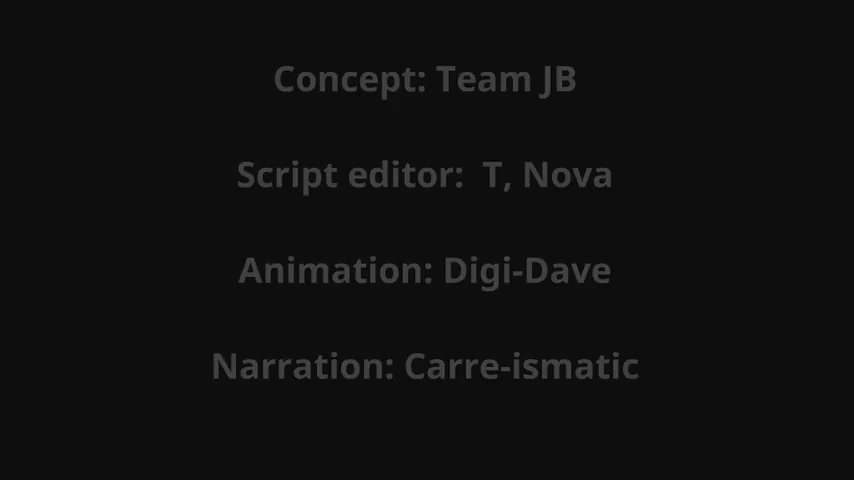 Concept: Team JB
Script editor:  T, Nova
Animation: Digi-Dave
Narration: Carre-ismatic